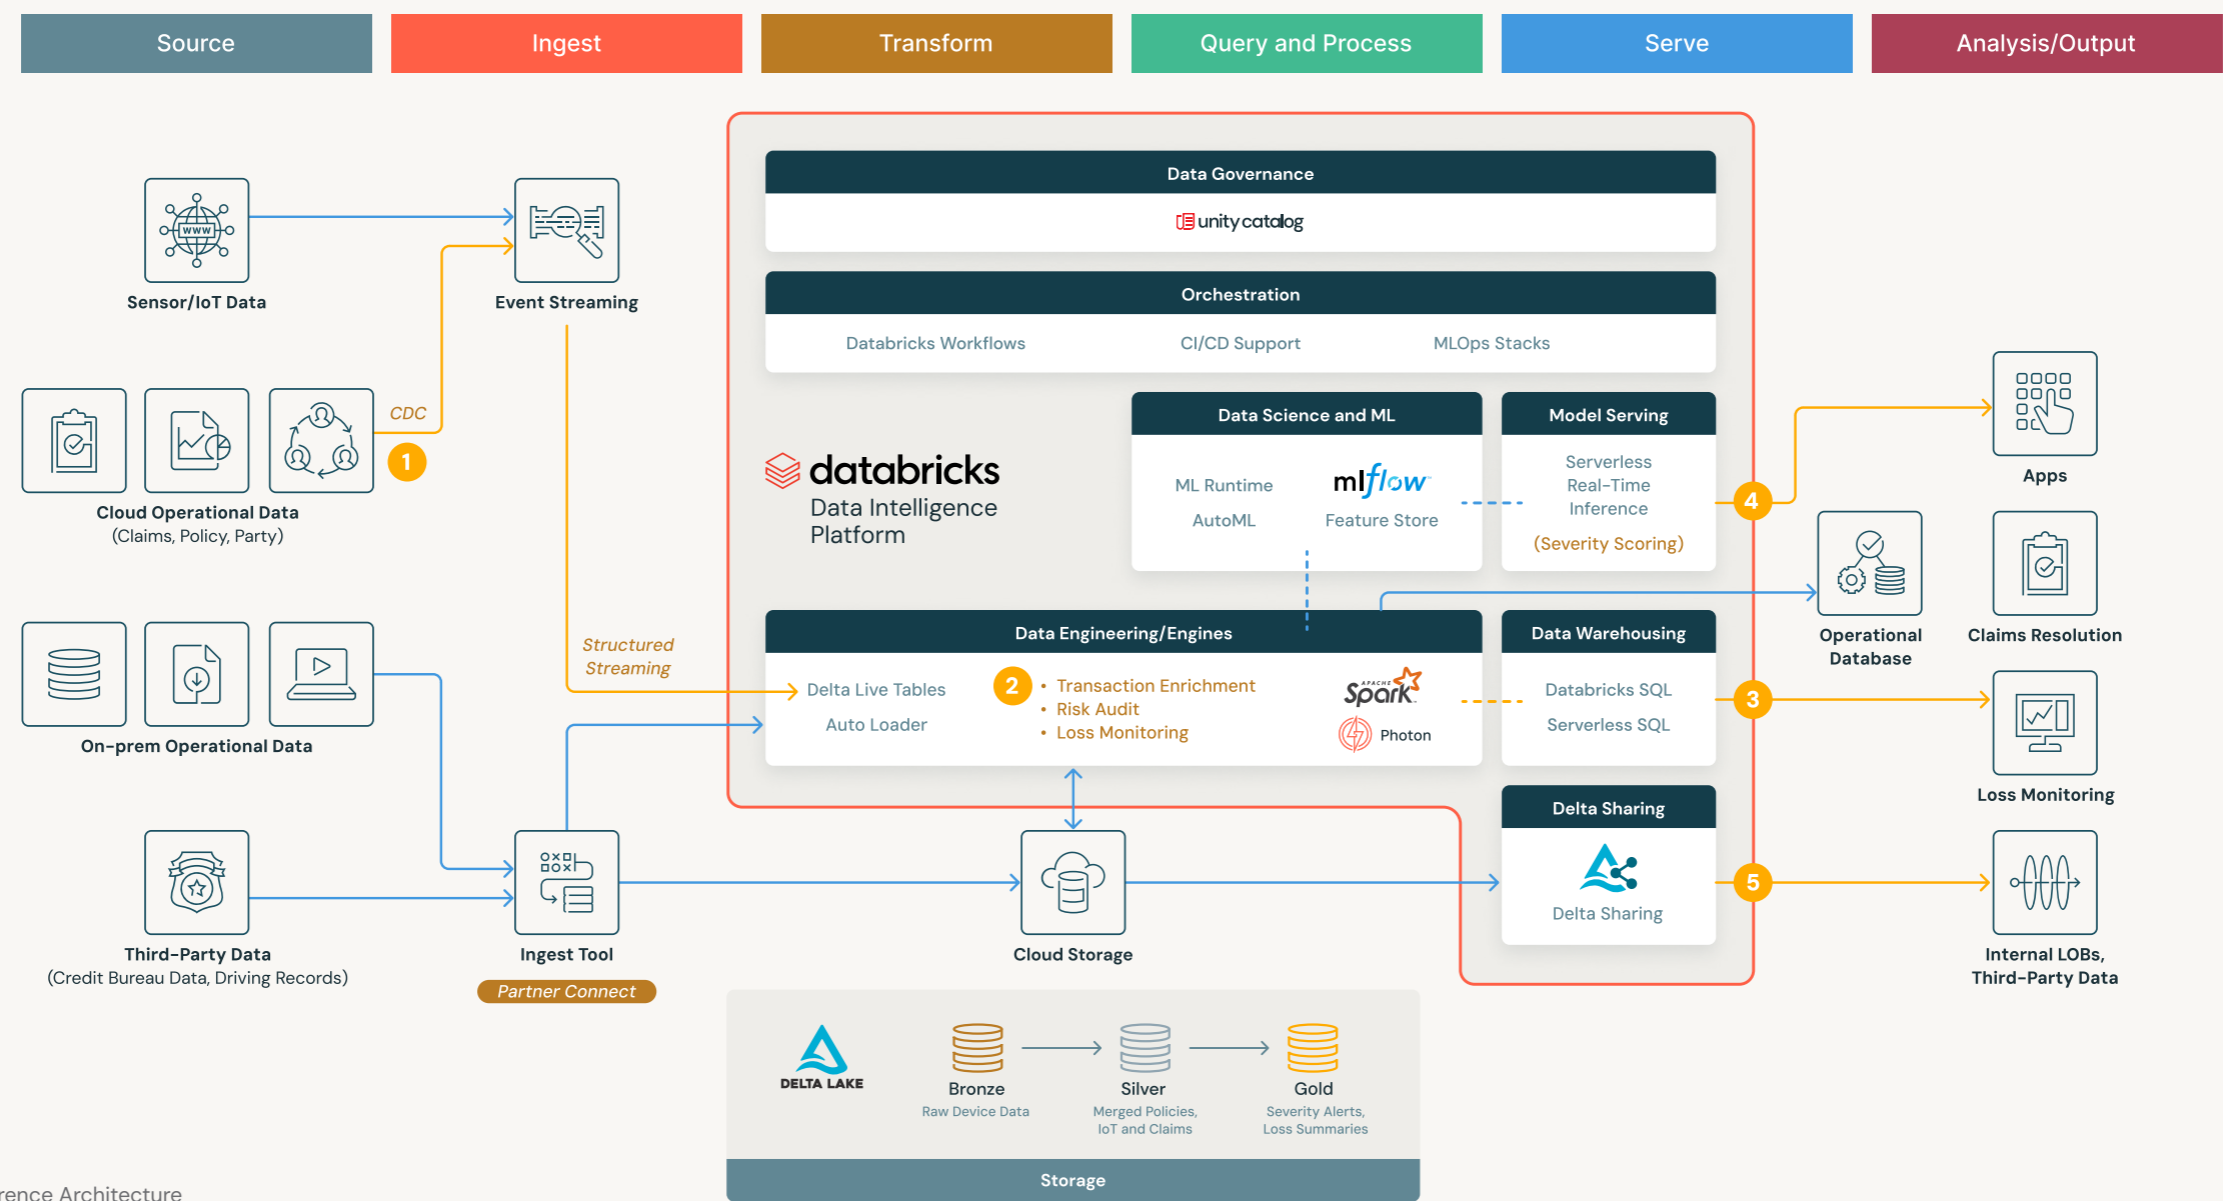 Source
Ingest
Transform
Query and Process
Serve
Analysis/Output
Data Governance
unity catalog
Orchestration
Databricks Workflows
CI/CD Support
MLOps Stacks
WWW
Sensor/IoT Data
Event Streaming
CDC
1
Cloud Operational Data
(Claims, Policy, Party)
databricks
Data Intelligence
Platform
Data Science and ML
ML Runtime
AutoML
mlflow
Feature Store
Model Serving
Serverless
Real-Time
Inference
(Severity Scoring)
4
Apps
Operational
Database
Claims Resolution
On-prem Operational Data
Structured
Streaming
Data Engineering/Engines
Delta Live Tables
Auto Loader
2
• Transaction Enrichment
• Risk Audit
• Loss Monitoring
APACHE
Spark
Photon
Data Warehousing
Databricks SQL
Serverless SQL
3
Loss Monitoring
Third-Party Data
(Credit Bureau Data, Driving Records)
Ingest Tool
Partner Connect
Cloud Storage
Delta Sharing
Delta Sharing
5
Internal LOBs,
Third-Party Data
DELTA LAKE
Bronze
Raw Device Data
Silver
Merged Policies,
IoT and Claims
Gold
Severity Alerts,
Loss Summaries
Storage
rence Architecture